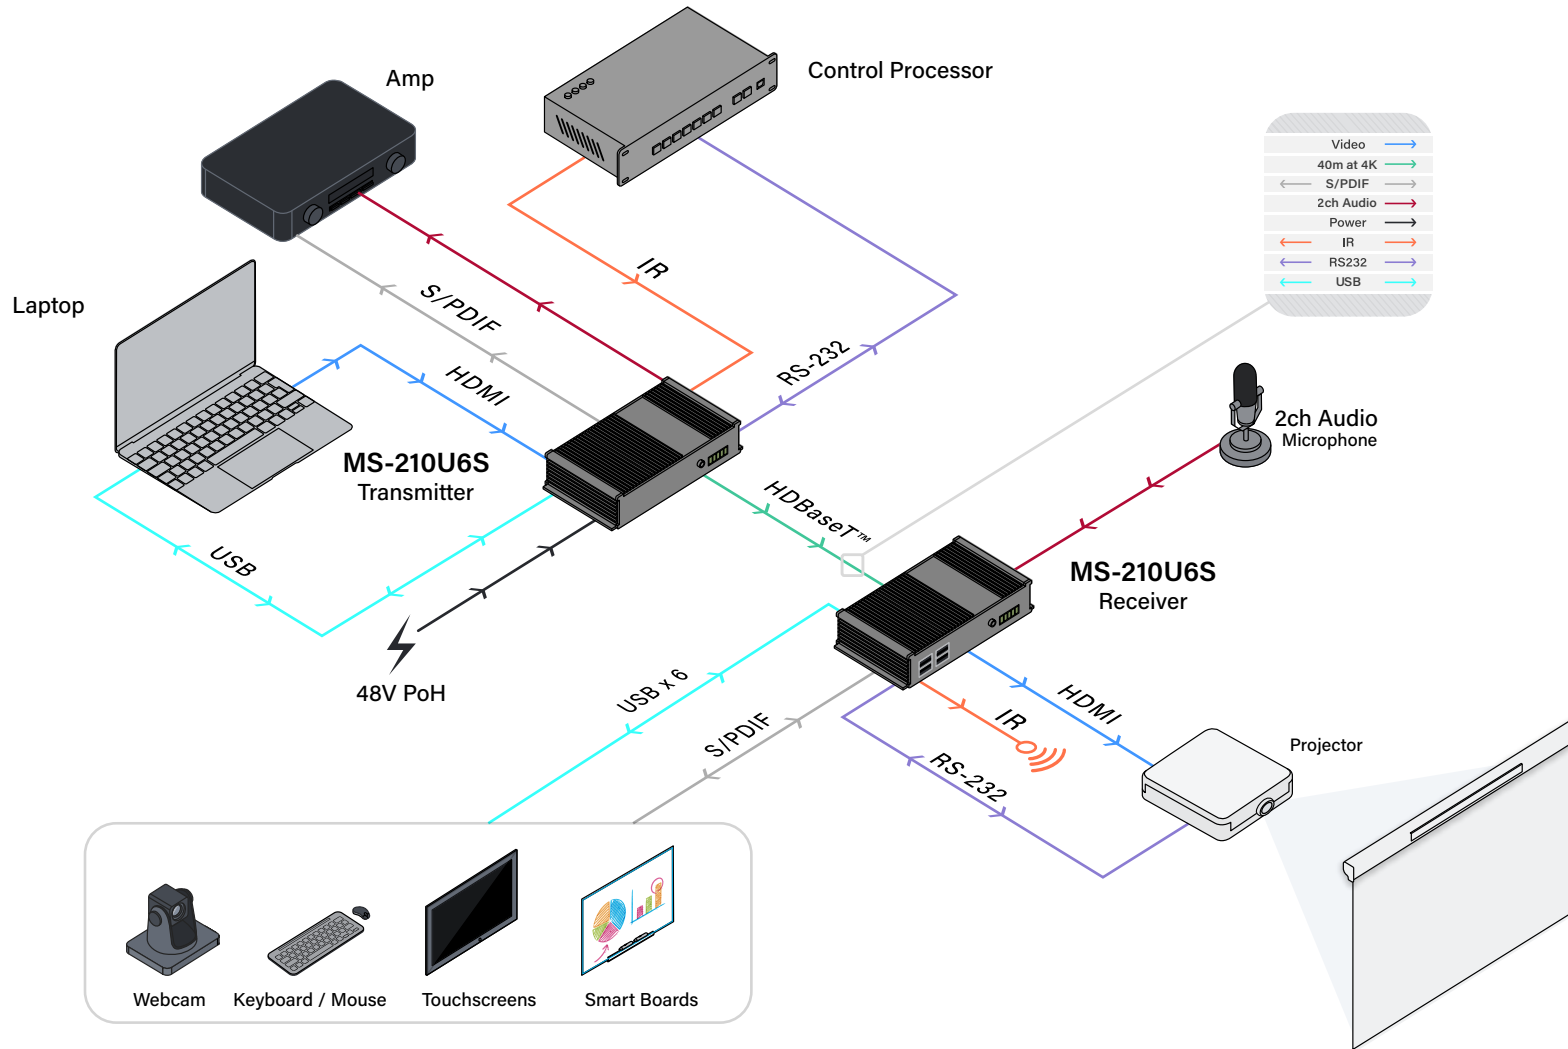 Amp
Control Processor
Video
40m at 4K
S/PDIF
2ch Audio
Power
IR
RS232
USB
Laptop
IR
S/PDIF
HDMI
RS-232
2ch Audio
Microphone
MS-210U6S
Transmitter
HDBaseT™
USB
MS-210U6S
Receiver
48V PoH
USB x 6
S/PDIF
IR
HDMI
RS-232
Projector
Webcam
Keyboard / Mouse
Touchscreens
Smart Boards